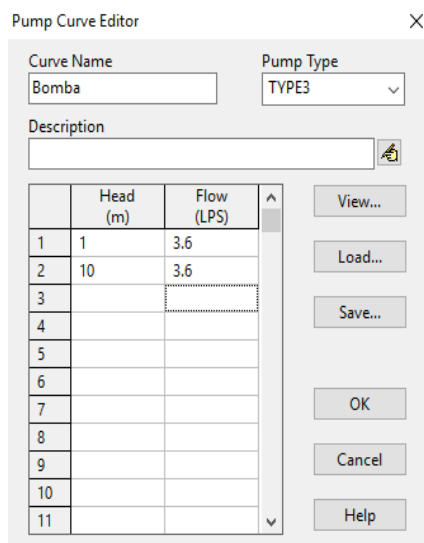 Pump Curve Editor
Curve Name
Pump Type
Bomba
TYPE3
Description
Head
(m)
Flow
(LPS)
View...
1 1 3.6
2 10 3.6
Load...
3
Save...
4
5
6
7
OK
8
9
Cancel
10
11
Help